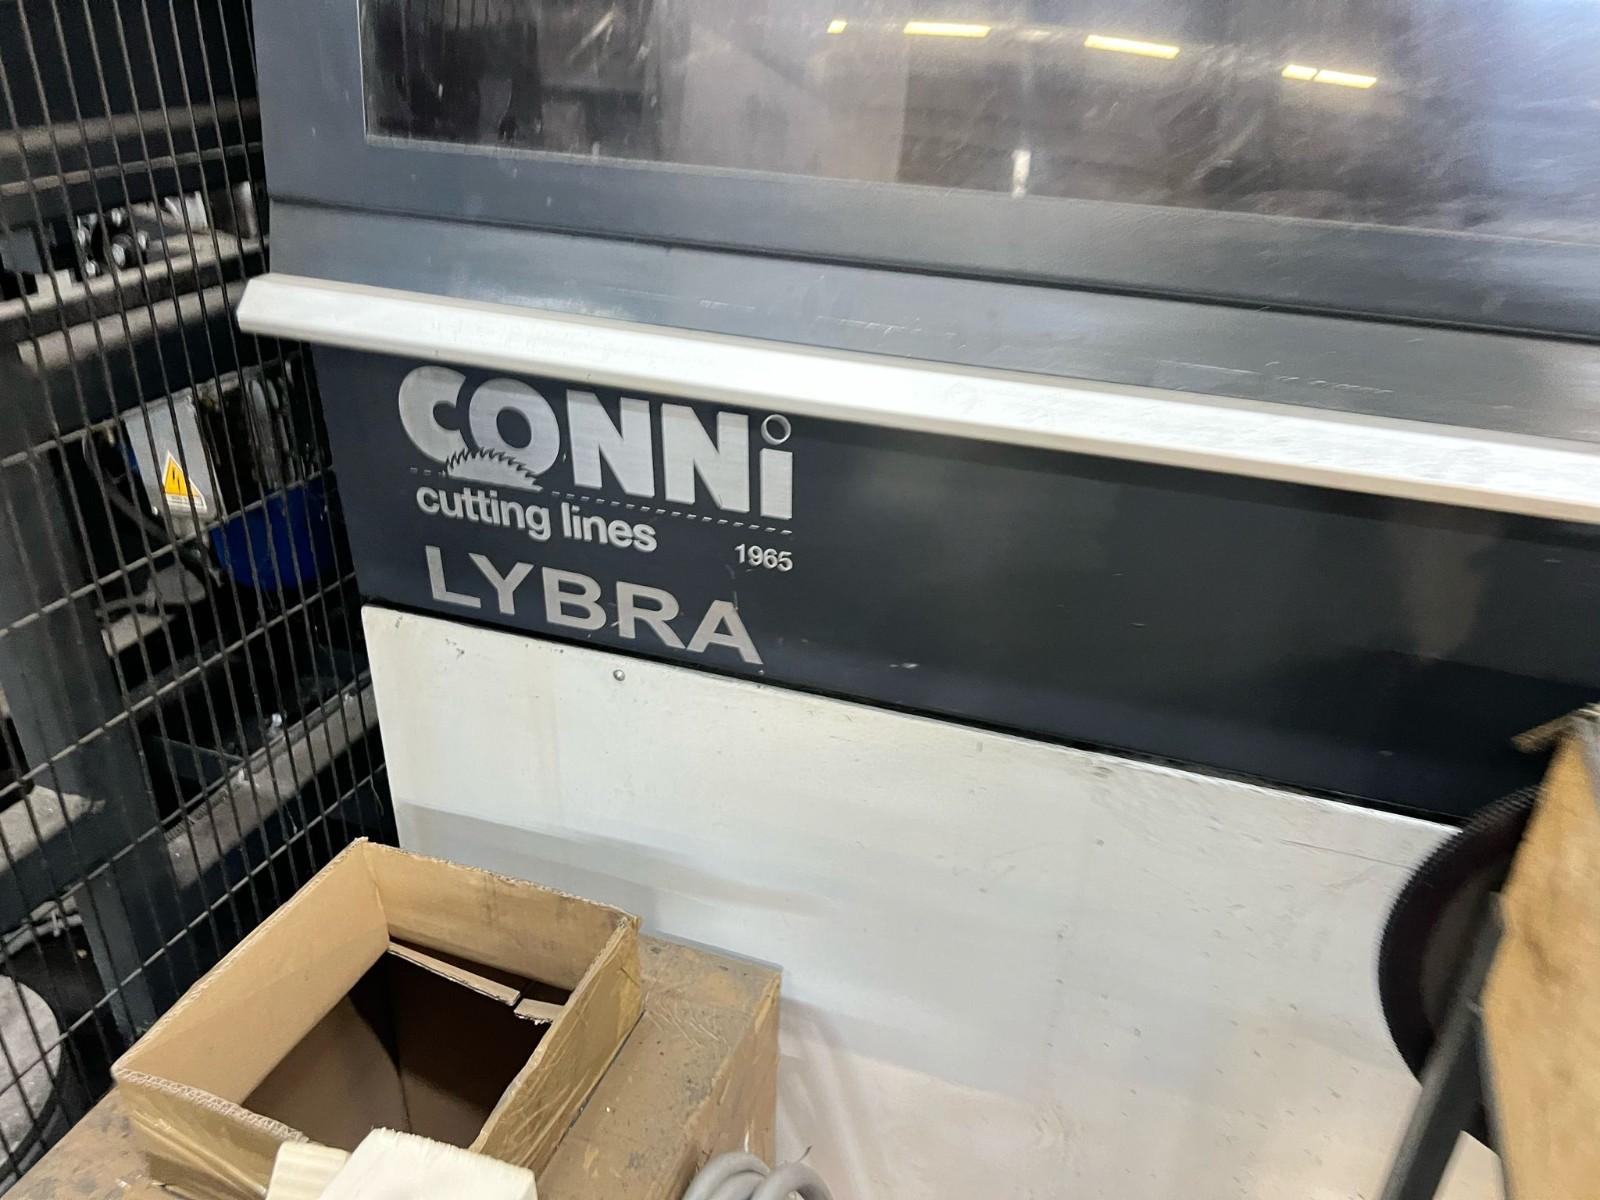 CONNi
cutting lines
1965
LYBRA